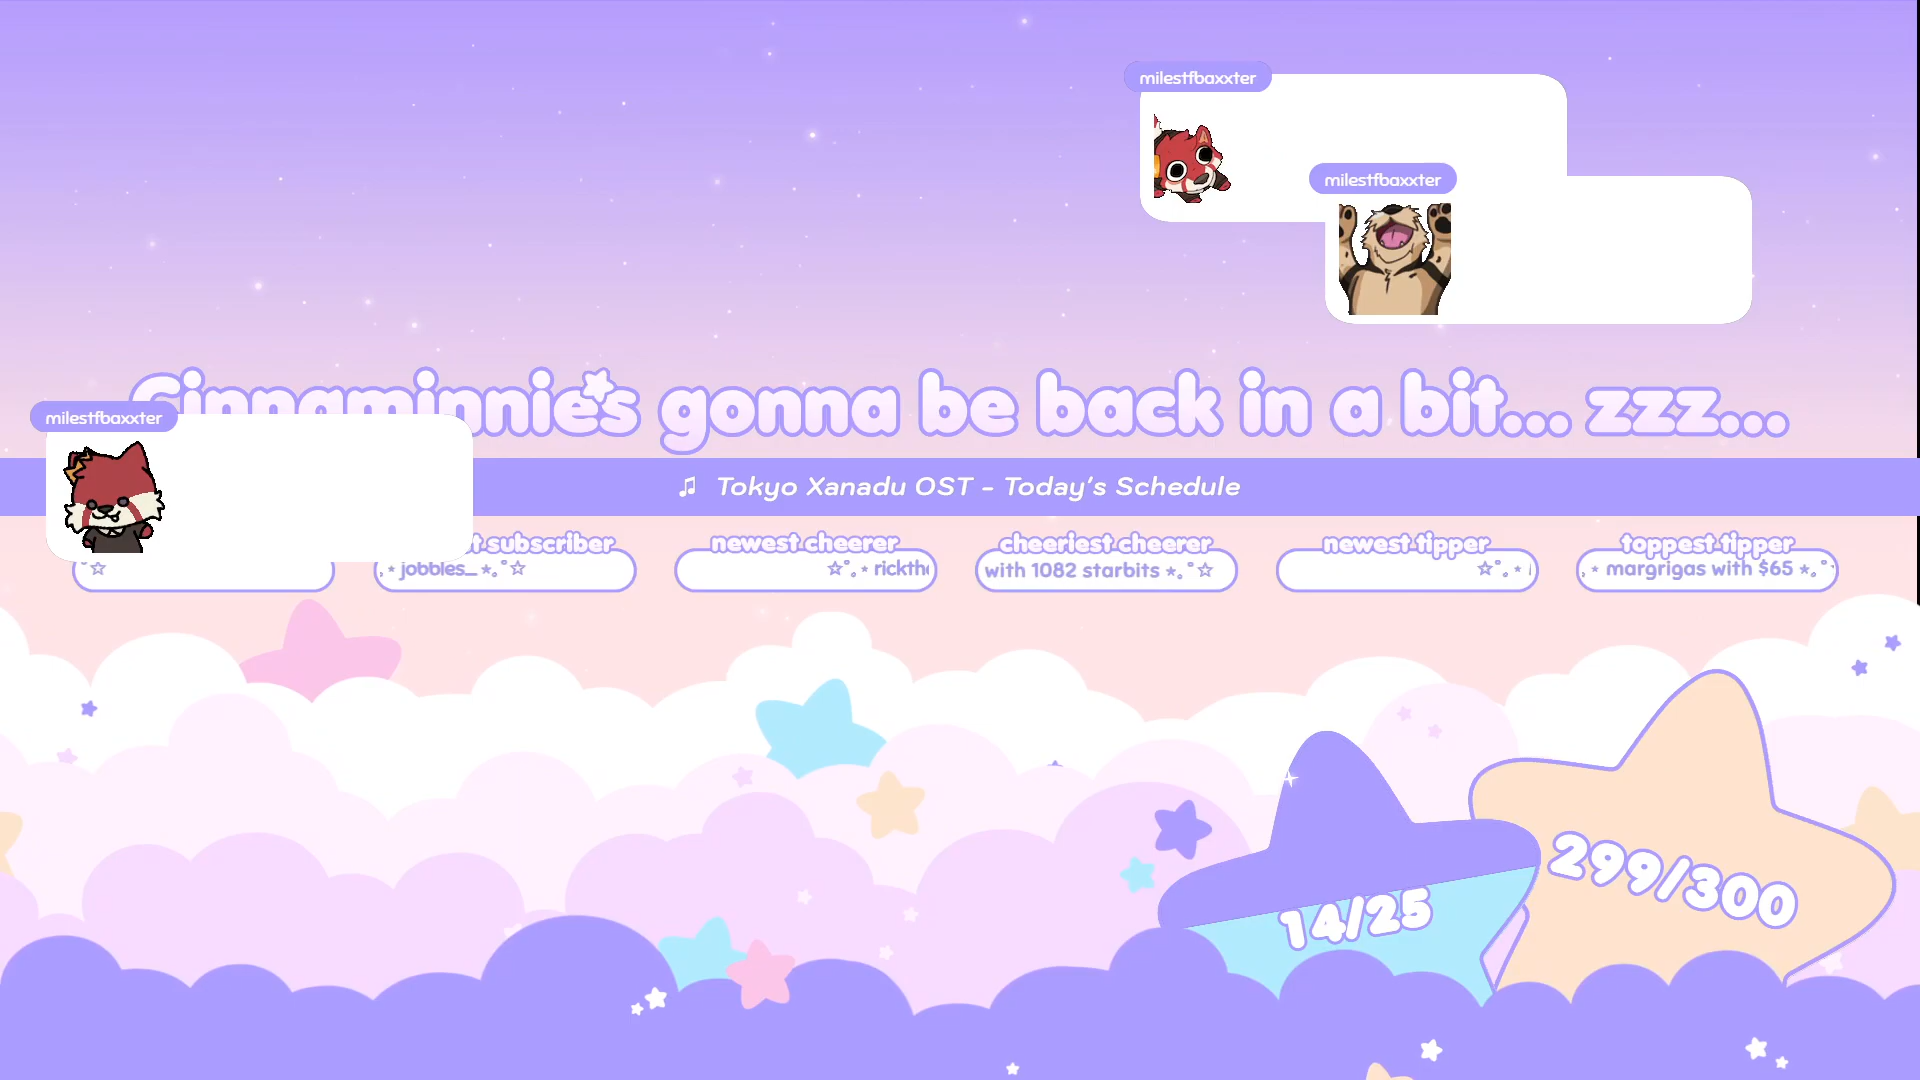 milestfbaxxter
milestfbaxxter
gonna be back in a bit... zzz...
milestfbaxxter
♫ Tokyo Xanadu OST - Today's Schedule
subscriber
newest cheerer
cheeriest cheerer
newest tipper
toppest tipper
☆
⋆ jobbles_ ⋆｡˚☆
☆˚｡⋆
with 1082 starbits ⋆｡˚☆
☆˚｡⋆
⋆ margrigas with $65 ⋆｡˚
299/300
14/25